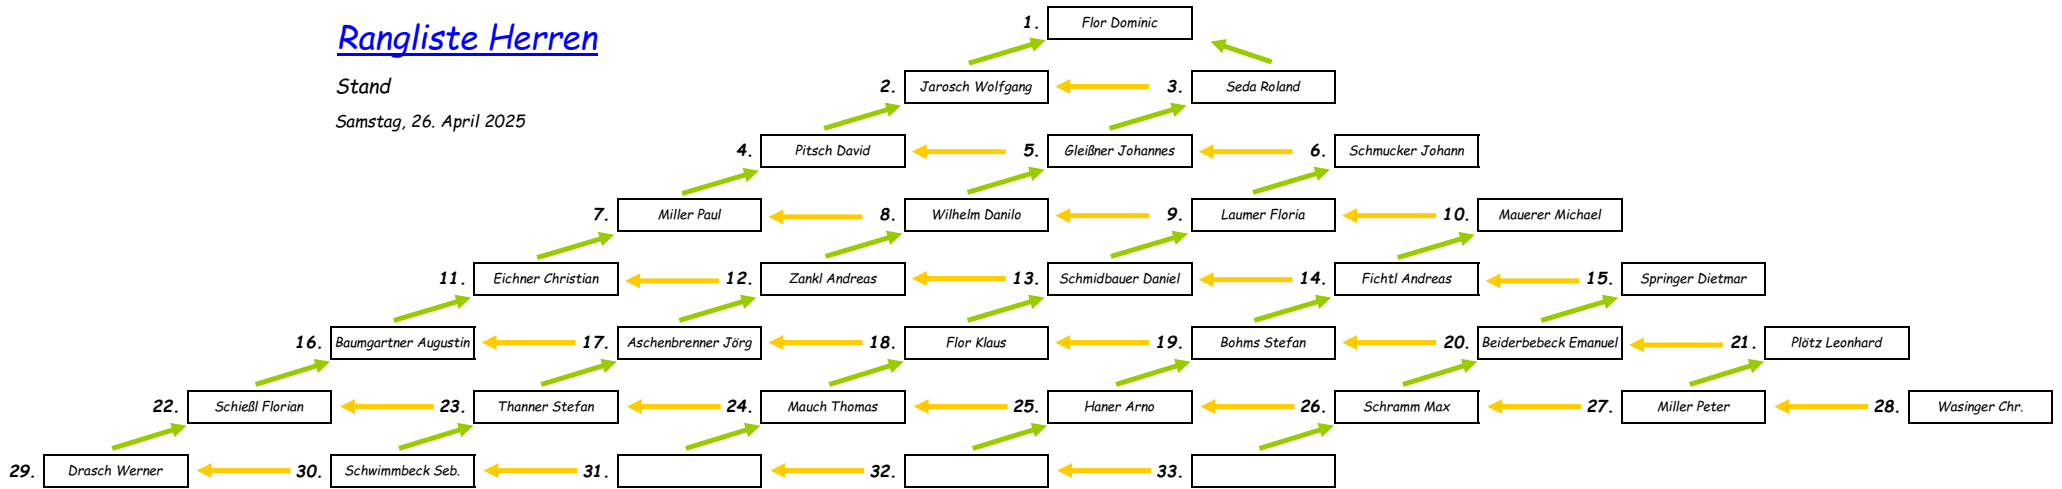 Rangliste Herren
Stand
Samstag, 26. April 2025
1. Flor Dominic
2. Jarosch Wolfgang 3. Seda Roland
4. Pitsch David 5. Gleißner Johannes 6. Schmucker Johann
7. Miller Paul 8. Wilhelm Danilo 9. Laumer Floria 10. Mauerer Michael
11. Eichner Christian 12. Zankl Andreas 13. Schmidbauer Daniel 14. Fichtl Andreas 15. Springer Dietmar
16. Baumgartner Augustin 17. Aschenbrenner Jörg 18. Flor Klaus 19. Bohms Stefan 20. Beiderbebeck Emanuel 21. Plötz Leonhard
22. Schießl Florian 23. Thanner Stefan 24. Mauch Thomas 25. Haner Arno 26. Schramm Max 27. Miller Peter 28. Wasinger Chr.
29. Drasch Werner 30. Schwimmbeck Seb. 31. 32. 33.